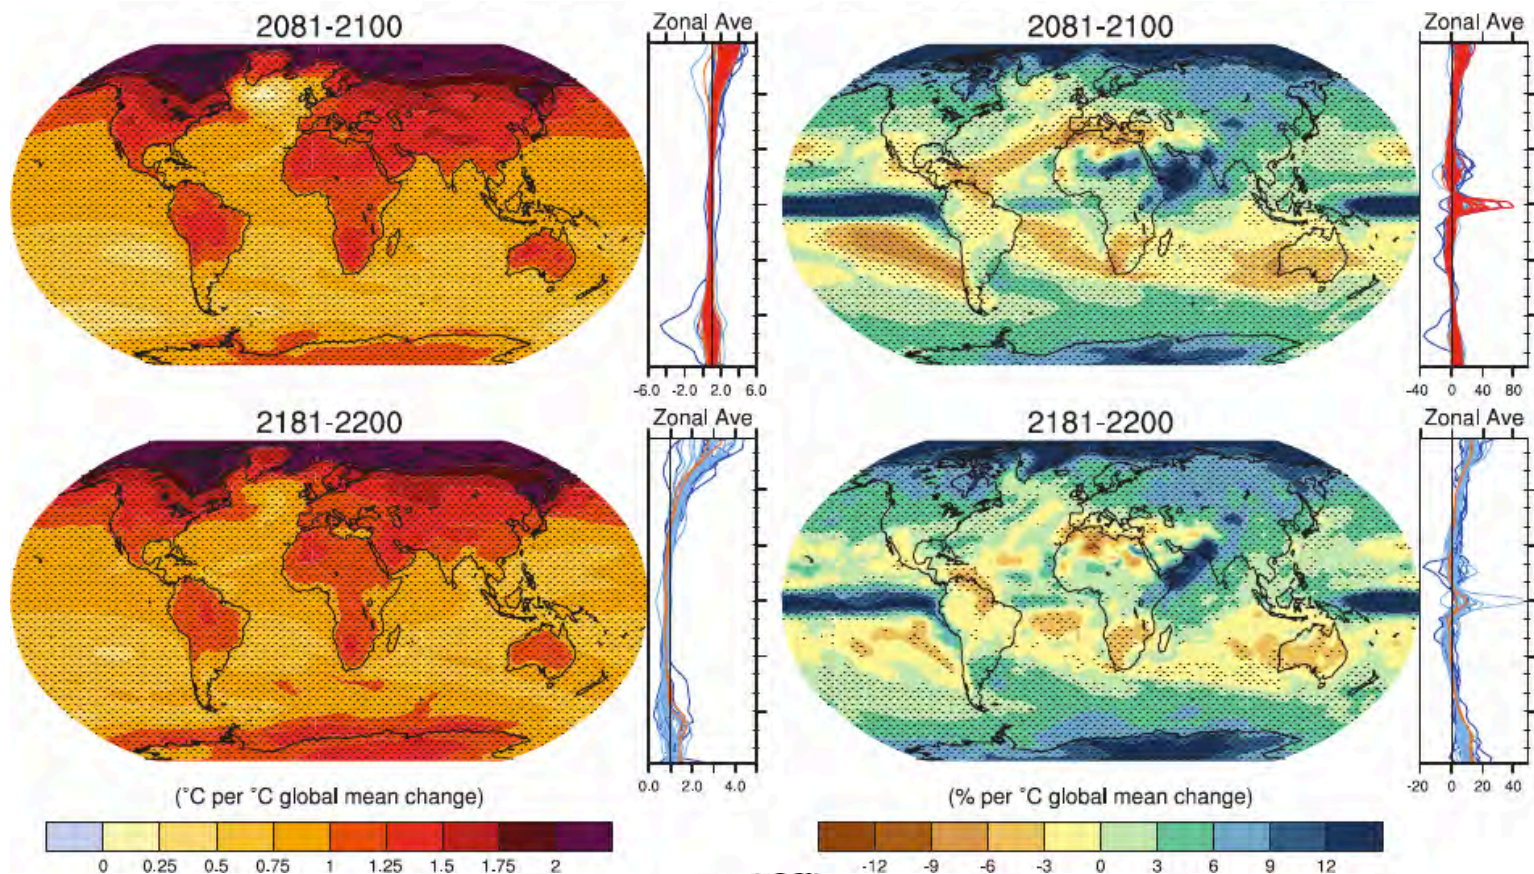 2081-2100
Zonal Ave
2081-2100
Zonal Ave
-6.0 -2.0 2.0 6.0
-40 0 40 80
2181-2200
Zonal Ave
2181-2200
Zonal Ave
0.0 2.0 4.0
-20 0 20 40
(°C per °C global mean change)
(% per °C global mean change)
0 0.25 0.5 0.75 1 1.25 1.5 1.75 2
-12 -9 -6 -3 0 3 6 9 12